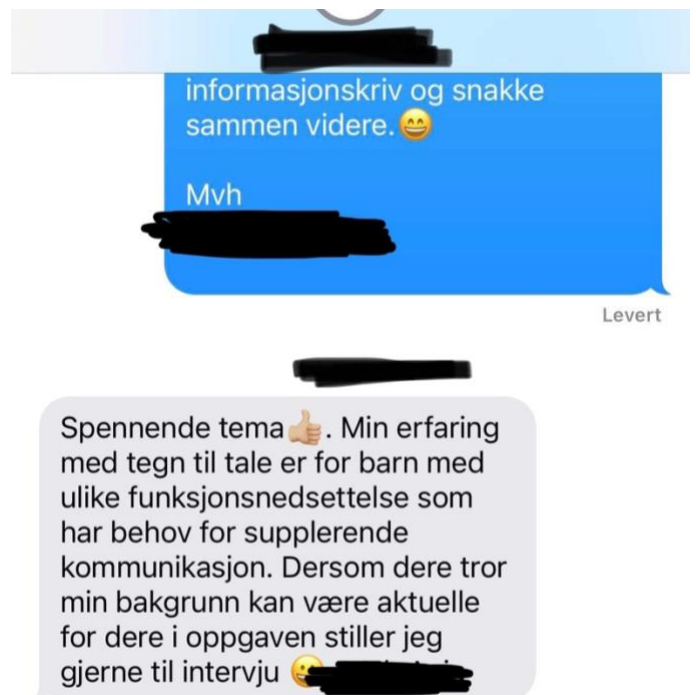 informasjonskriv og snakke
sammen videre.😄
Mvh
Levert
Spennende tema👍🏼. Min erfaring
med tegn til tale er for barn med
ulike funksjonsnedsettelse som
har behov for supplerende
kommunikasjon. Dersom dere tror
min bakgrunn kan være aktuelle
for dere i oppgaven stiller jeg
gjerne til intervju 😀